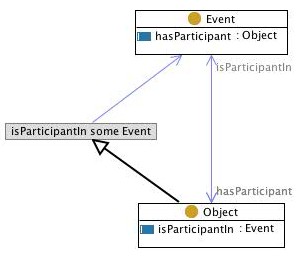 Event
hasParticipant : Object
isParticipantIn
isParticipantIn some Event
hasParticipant
Object
isParticipantIn : Event